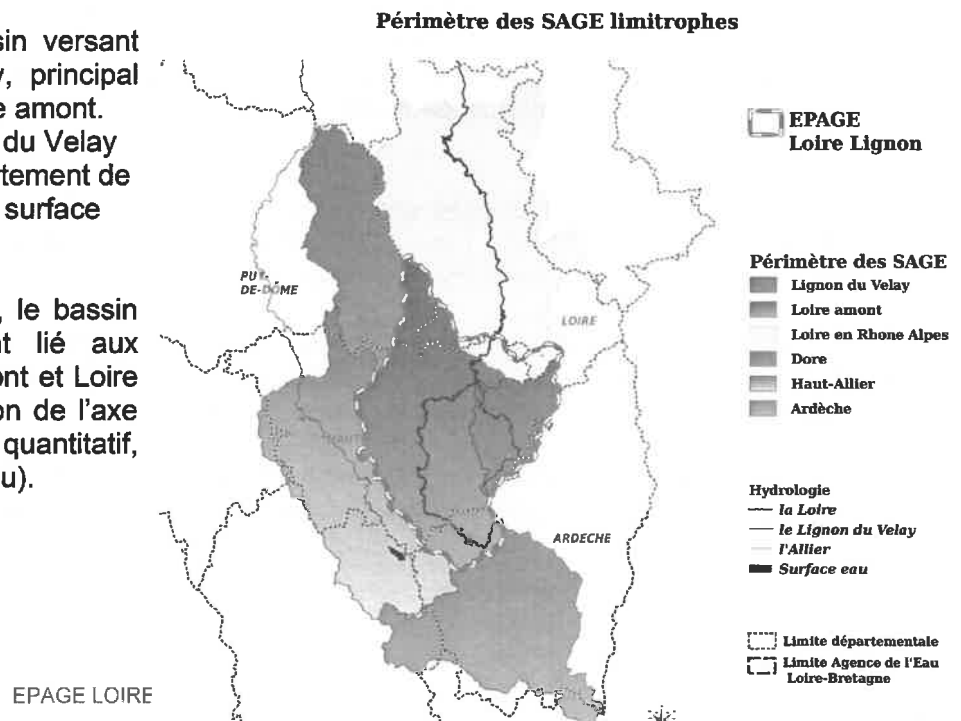 Périmètre des SAGE limitrophes
sin versant
y, principal
e amont.
du Velay
tement de
surface
, le bassin
t lié aux
ont et Loire
on de l'axe
quantitatif,
u).
EPAGE
Loire Lignon
Périmètre des SAGE
Lignon du Velay
Loire amont
Loire en Rhone Alpes
Dore
Haut-Allier
Ardèche
Hydrologie
la Loire
le Lignon du Velay
l'Allier
Surface eau
Limite départementale
Limite Agence de l'Eau
Loire-Bretagne
PUY-
DE-DÔME
LOIRE
ARDECHE
EPAGE LOIRE